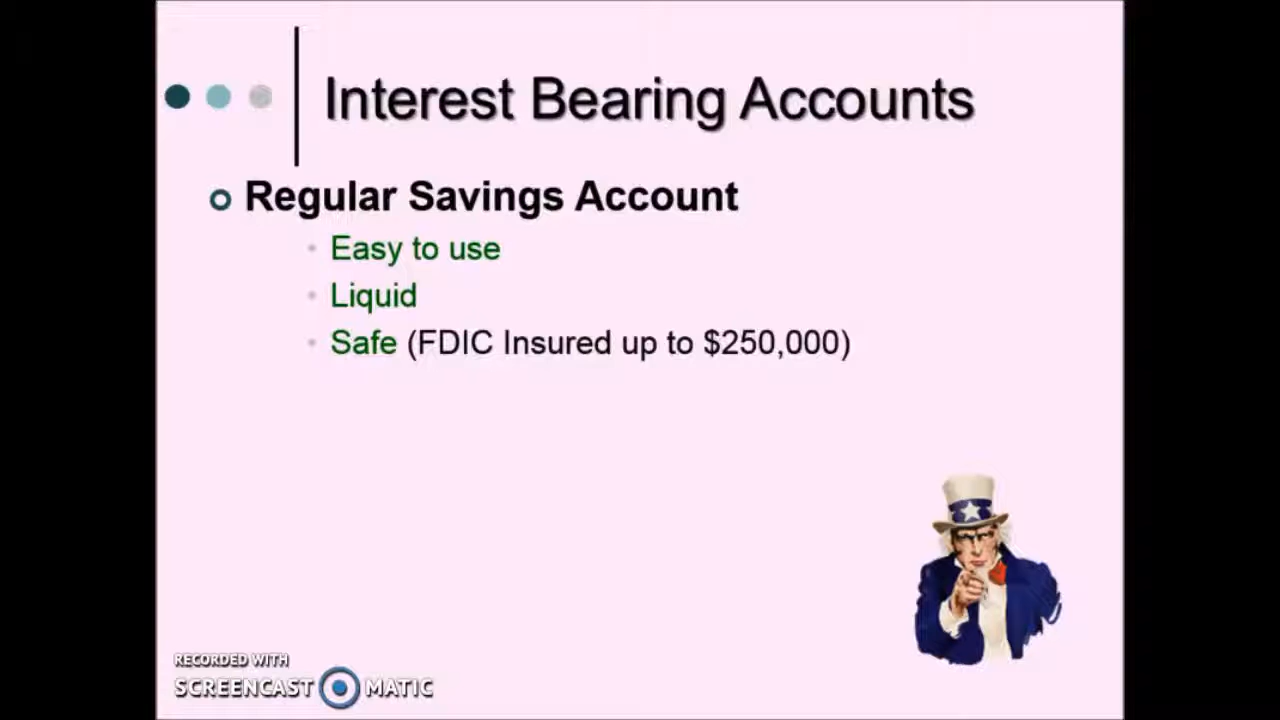 Interest Bearing Accounts
Regular Savings Account
Easy to use
Liquid
Safe (FDIC Insured up to $250,000)
RECORDED WITH
SCREENCAST MATIC